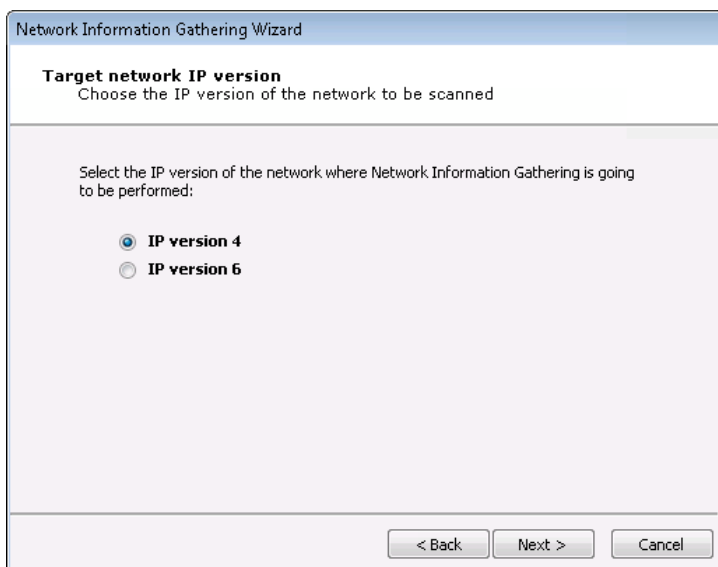 Network Information Gathering Wizard
Target network IP version
Choose the IP version of the network to be scanned
Select the IP version of the network where Network Information Gathering is going
to be performed:
IP version 4
IP version 6
< Back Next > Cancel